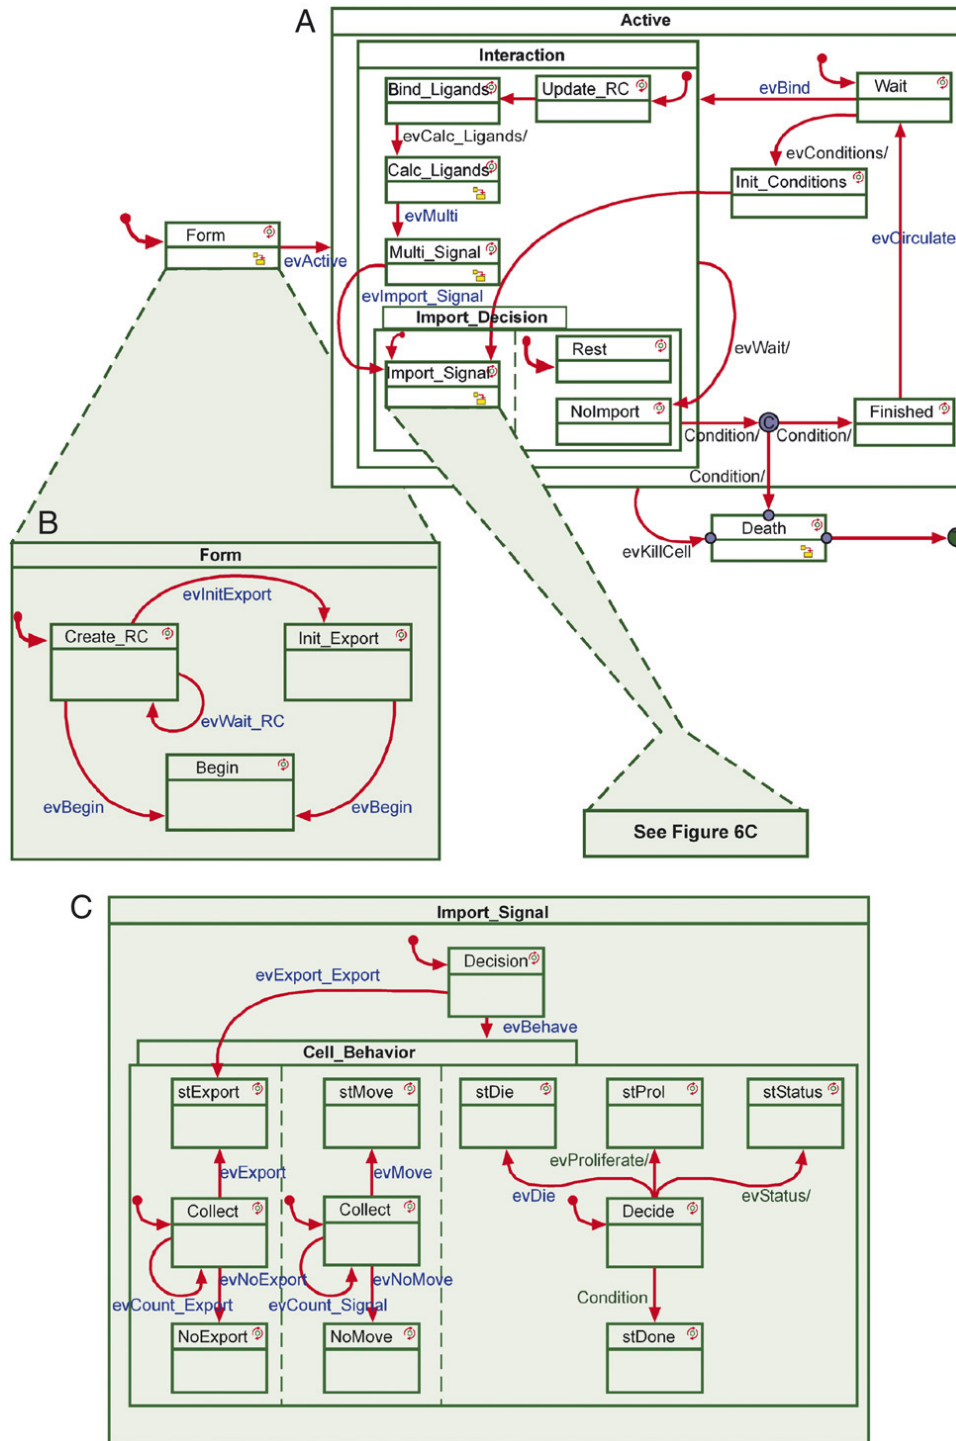 A
Active
Interaction
Bind_Ligands
Update_RC
evBind
Wait
evCalc_Ligands/
evConditions/
Calc_Ligands
Init_Conditions
evMulti
Form
evActive
Multi_Signal
evCirculate
evImport_Signal
Import_Decision
Rest
evWait/
Import_Signal
NoImport
Condition/
C
Condition/
Finished
Condition/
Death
evKillCell
B
Form
evInitExport
Create_RC
Init_Export
evWait_RC
Begin
evBegin
evBegin
See Figure 6C
C
Import_Signal
Decision
evExport_Export
evBehave
Cell_Behavior
stExport
stMove
stDie
stProl
stStatus
evExport
evMove
evProliferate/
evDie
evStatus/
Collect
Collect
Decide
evNoExport
evNoMove
evCount_Export
evCount_Signal
Condition
NoExport
NoMove
stDone